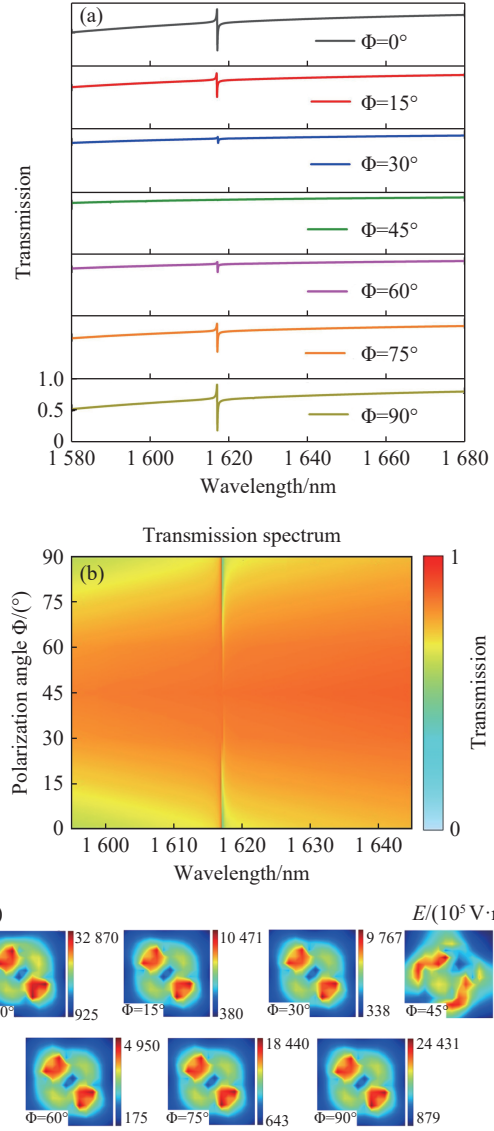 (a)
Φ=0°
Φ=15°
Φ=30°
Φ=45°
Φ=60°
Φ=75°
Φ=90°
Transmission
1.0
0.5
0
1 580 1 600 1 620 1 640 1 660 1 680
Wavelength/nm
Transmission spectrum
(b)
90
75
60
45
30
15
0
Polarization angle Φ/(°)
1 600 1 610 1 620 1 630 1 640
Wavelength/nm
1
0
Transmission
)
E/(10⁵ V·
32 870 10 471 9 767
0° 925 Φ=15° 380 Φ=30° 338 Φ=45°
4 950 18 440 24 431
Φ=60° 175 Φ=75° 643 Φ=90° 879